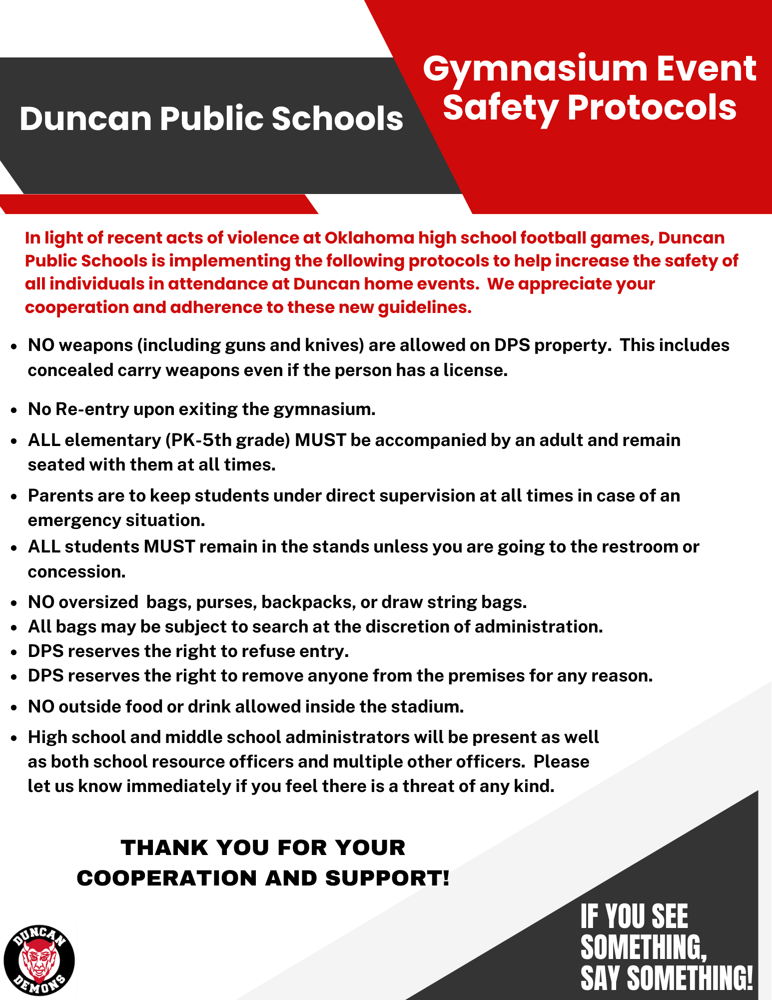 Duncan Public Schools
Gymnasium Event
Safety Protocols
In light of recent acts of violence at Oklahoma high school football games, Duncan
Public Schools is implementing the following protocols to help increase the safety of
all individuals in attendance at Duncan home events.  We appreciate your
cooperation and adherence to these new guidelines.
• NO weapons (including guns and knives) are allowed on DPS property.  This includes
concealed carry weapons even if the person has a license.
• No Re-entry upon exiting the gymnasium.
• ALL elementary (PK-5th grade) MUST be accompanied by an adult and remain
seated with them at all times.
• Parents are to keep students under direct supervision at all times in case of an
emergency situation.
• ALL students MUST remain in the stands unless you are going to the restroom or
concession.
• NO oversized  bags, purses, backpacks, or draw string bags.
• All bags may be subject to search at the discretion of administration.
• DPS reserves the right to refuse entry.
• DPS reserves the right to remove anyone from the premises for any reason.
• NO outside food or drink allowed inside the stadium.
• High school and middle school administrators will be present as well
as both school resource officers and multiple other officers.  Please
let us know immediately if you feel there is a threat of any kind.
THANK YOU FOR YOUR
COOPERATION AND SUPPORT!
IF YOU SEE
SOMETHING,
SAY SOMETHING!
DUNCAN
DEMONS